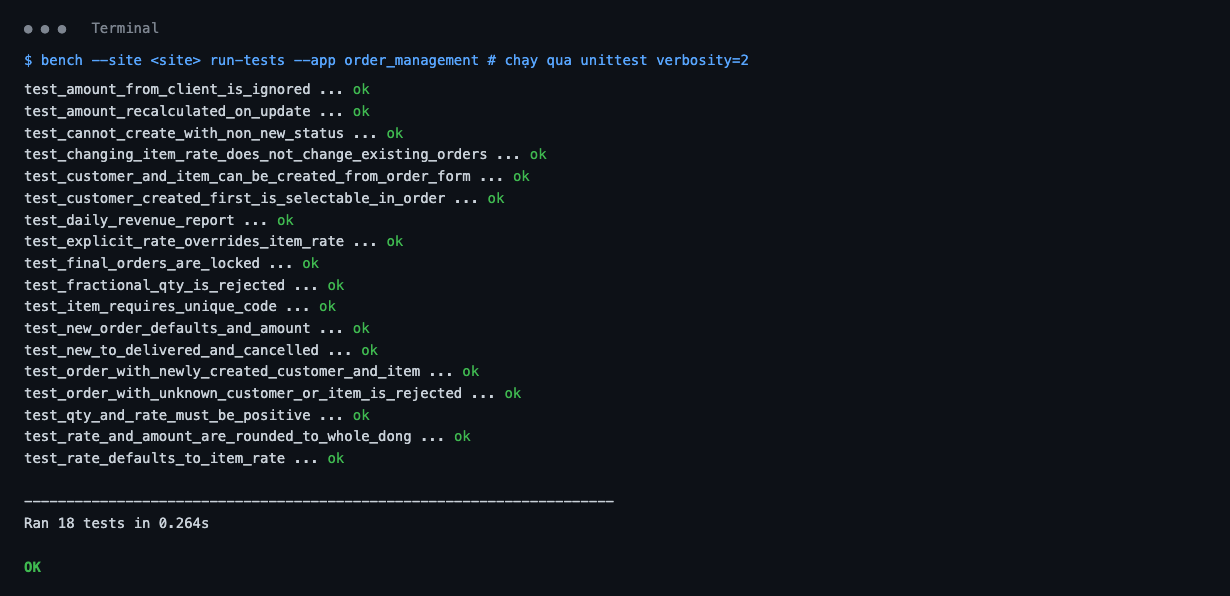 Terminal
$ bench --site <site> run-tests --app order_management # chạy qua unittest verbosity=2
test_amount_from_client_is_ignored ... ok
test_amount_recalculated_on_update ... ok
test_cannot_create_with_non_new_status ... ok
test_changing_item_rate_does_not_change_existing_orders ... ok
test_customer_and_item_can_be_created_from_order_form ... ok
test_customer_created_first_is_selectable_in_order ... ok
test_daily_revenue_report ... ok
test_explicit_rate_overrides_item_rate ... ok
test_final_orders_are_locked ... ok
test_fractional_qty_is_rejected ... ok
test_item_requires_unique_code ... ok
test_new_order_defaults_and_amount ... ok
test_new_to_delivered_and_cancelled ... ok
test_order_with_newly_created_customer_and_item ... ok
test_order_with_unknown_customer_or_item_is_rejected ... ok
test_qty_and_rate_must_be_positive ... ok
test_rate_and_amount_are_rounded_to_whole_dong ... ok
test_rate_defaults_to_item_rate ... ok
----------------------------------------------------------------------
Ran 18 tests in 0.264s
OK